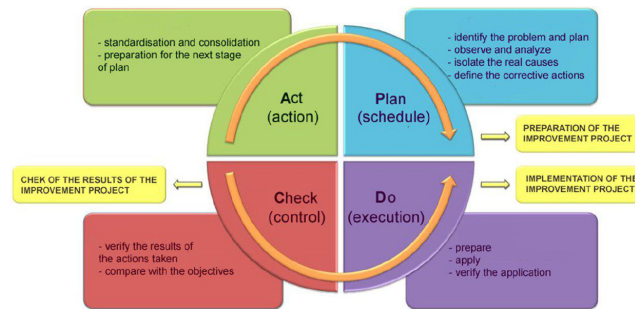 - standardisation and consolidation
- preparation for the next stage
of plan
- identify the problem and plan
- observe and analyze
- isolate the real causes
- define the corrective actions
Act
(action)
Plan
(schedule)
PREPARATION OF THE
IMPROVEMENT PROJECT
CHEK OF THE RESULTS OF THE
IMPROVEMENT PROJECT
IMPLEMENTATION OF THE
IMPROVEMENT PROJECT
Check
(control)
Do
(execution)
- verify the results of
the actions taken
- compare with the objectives
- prepare
- apply
- verify the application